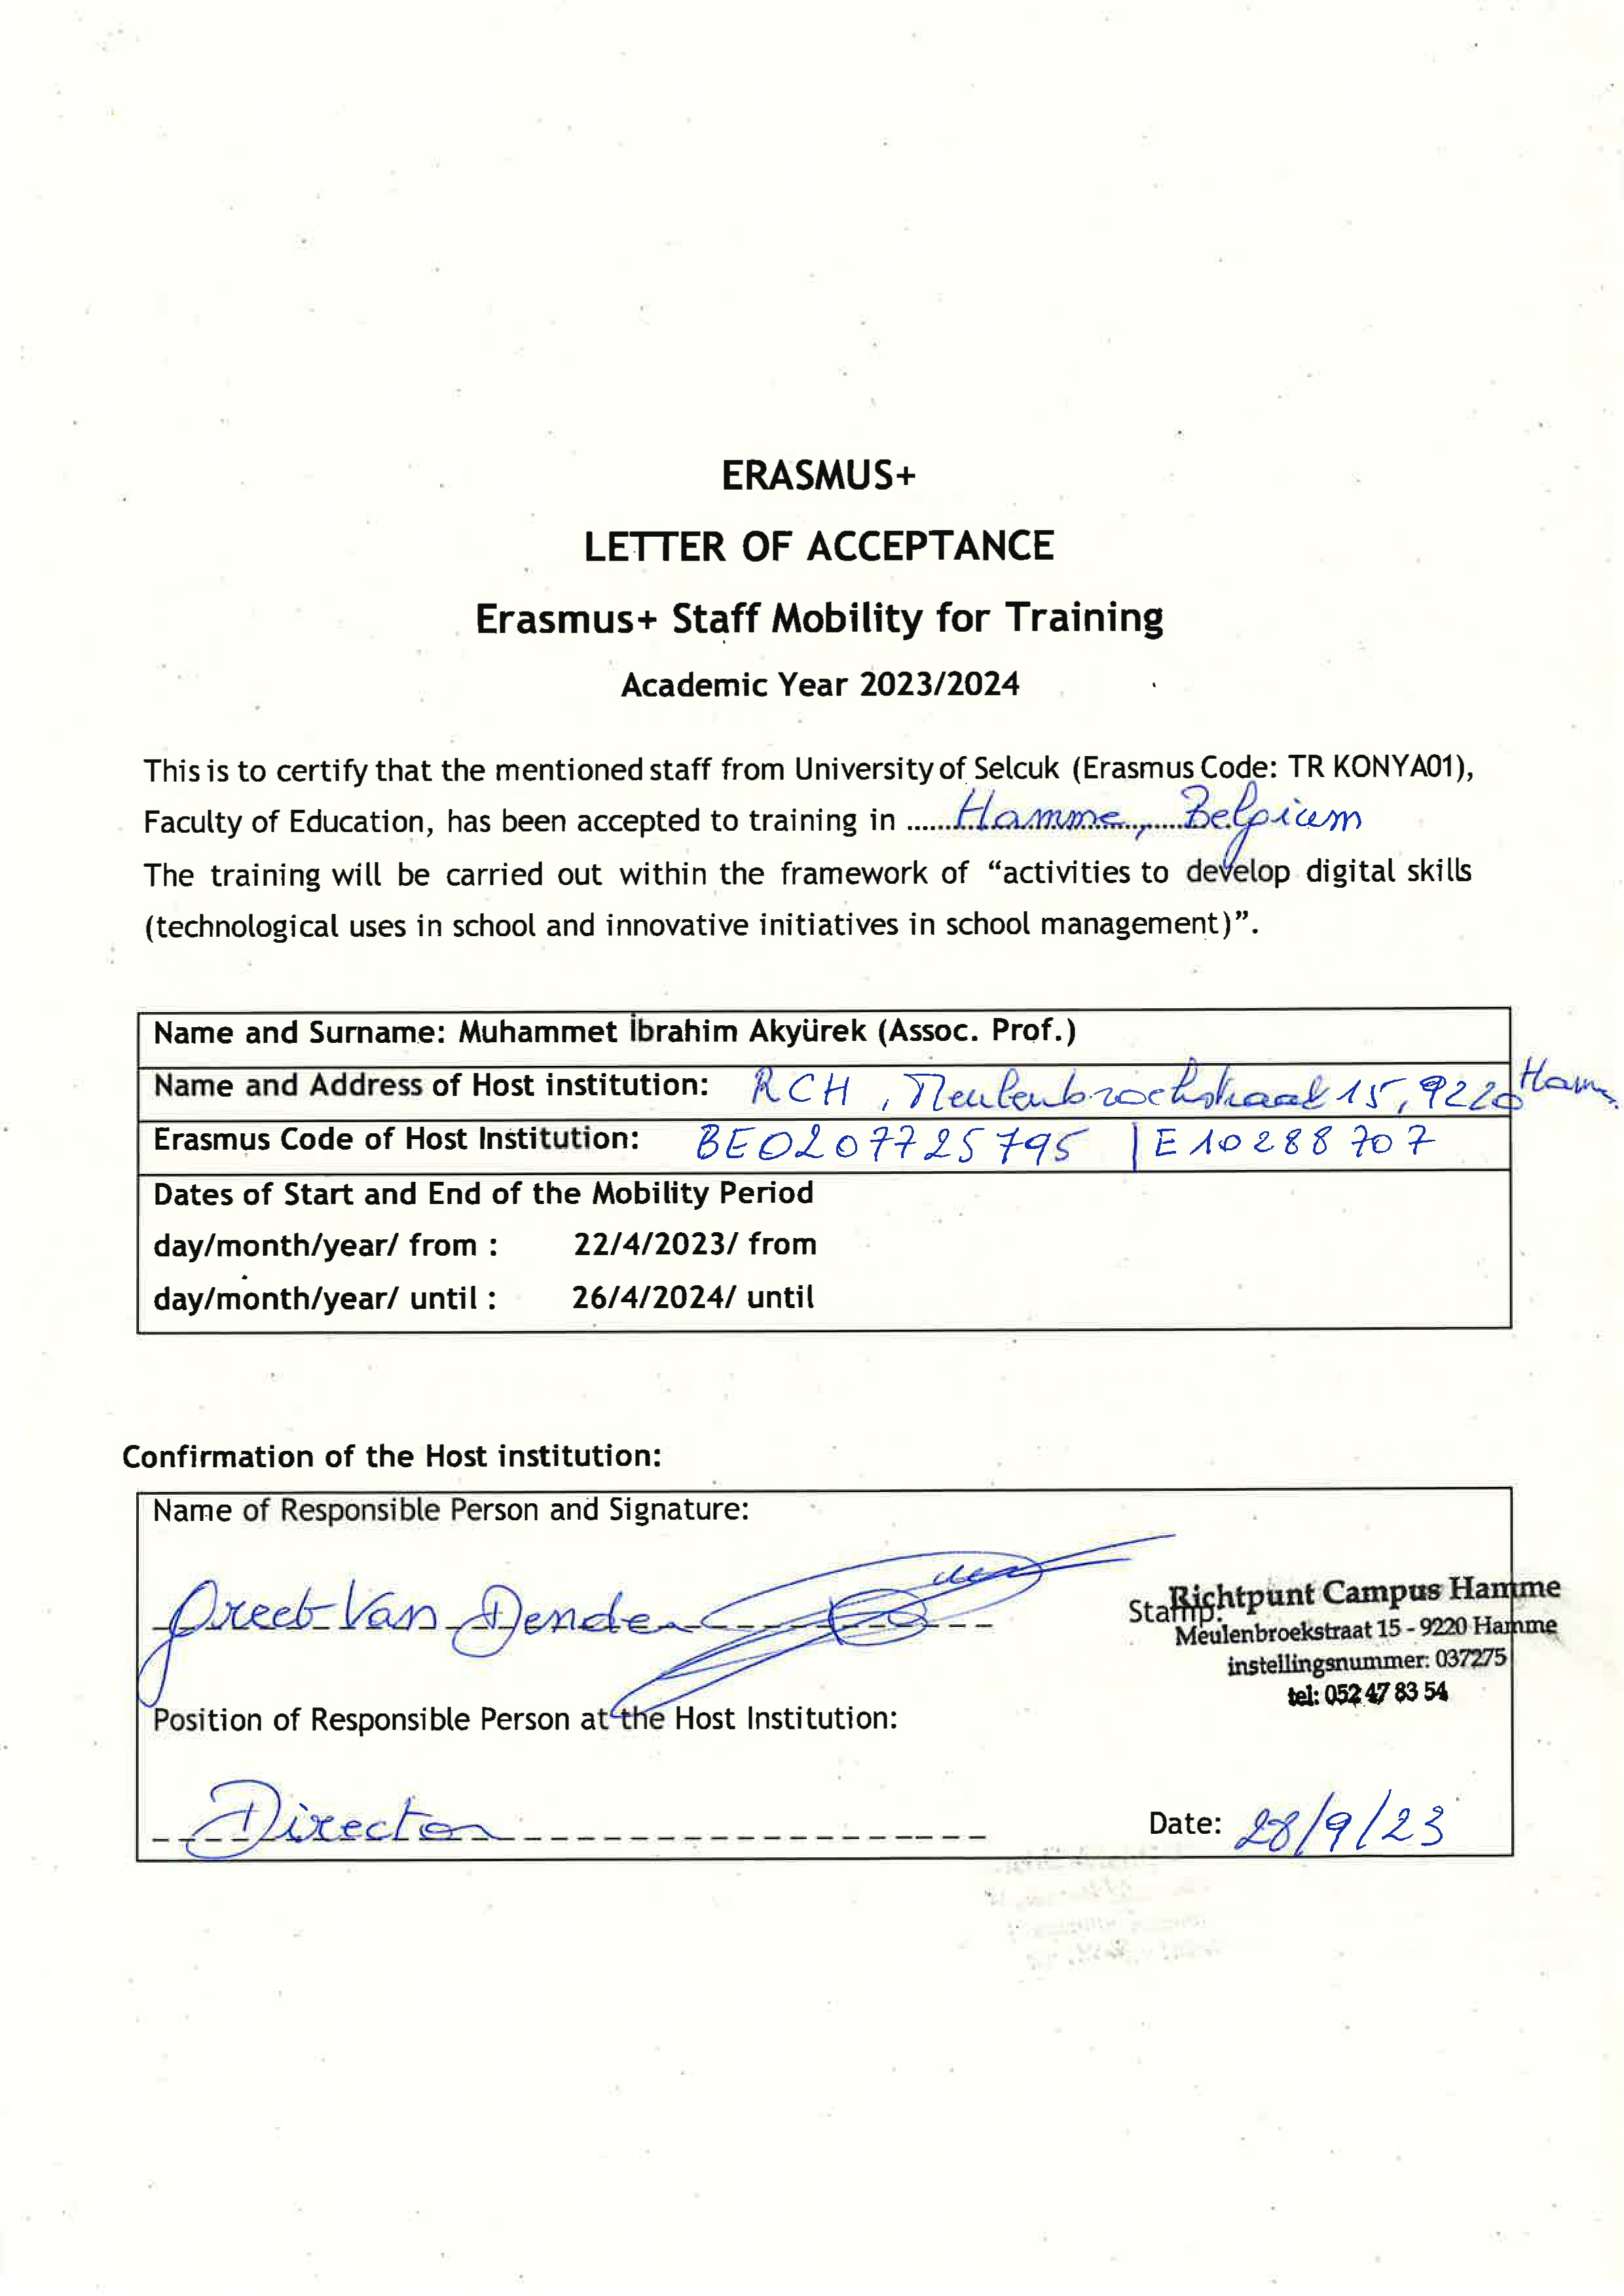 ERASMUS+
LETTER OF ACCEPTANCE
Erasmus+ Staff Mobility for Training
Academic Year 2023/2024
This is to certify that the mentioned staff from University of Selcuk (Erasmus Code: TR KONYA01),
Faculty of Education, has been accepted to training in ........Hamme, Belgium
The training will be carried out within the framework of “activities to develop digital skills
(technological uses in school and innovative initiatives in school management)”.
Name and Surname: Muhammet İbrahim Akyürek (Assoc. Prof.)
Name and Address of Host institution: RCH, Meulenbroekstraat 15, 9220 Hamme
Erasmus Code of Host Institution: BE0207725795 | E10288707
Dates of Start and End of the Mobility Period
day/month/year/ from : 22/4/2023/ from
day/month/year/ until : 26/4/2024/ until
Confirmation of the Host institution:
Name of Responsible Person and Signature:
Greet Van Dender
Stamp:
Richtpunt Campus Hamme
Meulenbroekstraat 15 - 9220 Hamme
instellingsnummer: 037275
tel: 052 47 83 54
Position of Responsible Person at the Host Institution:
Director
Date: 28/9/23